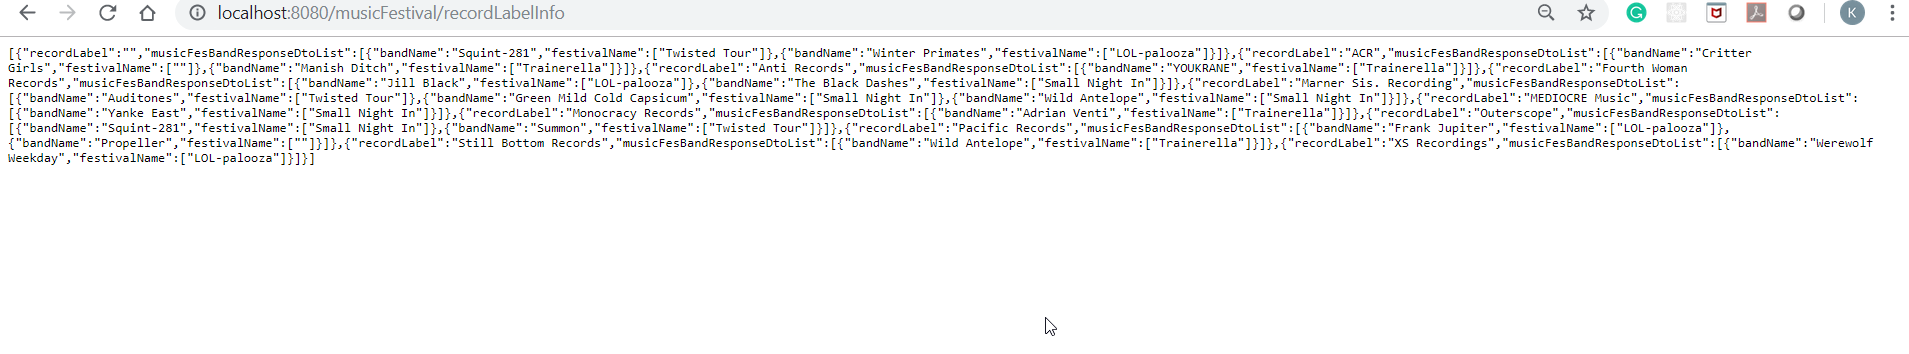 localhost:8080/musicFestival/recordLabelInfo
K
[{"recordLabel":"","musicFesBandResponseDtoList":[{"bandName":"Squint-281","festivalName":["Twisted Tour"]},{"bandName":"Winter Primates","festivalName":["LOL-palooza"]}]},{"recordLabel":"ACR","musicFesBandResponseDtoList":[{"bandName":"Critter
Girls","festivalName":[""]},{"bandName":"Manish Ditch","festivalName":["Trainerella"]}]},{"recordLabel":"Anti Records","musicFesBandResponseDtoList":[{"bandName":"YOUKRANE","festivalName":["Trainerella"]}]},{"recordLabel":"Fourth Woman
Records","musicFesBandResponseDtoList":[{"bandName":"Jill Black","festivalName":["LOL-palooza"]},{"bandName":"The Black Dashes","festivalName":["Small Night In"]}]},{"recordLabel":"Marner Sis. Recording","musicFesBandResponseDtoList":
[{"bandName":"Auditones","festivalName":["Twisted Tour"]},{"bandName":"Green Mild Cold Capsicum","festivalName":["Small Night In"]},{"bandName":"Wild Antelope","festivalName":["Small Night In"]}]},{"recordLabel":"MEDIOCRE Music","musicFesBandResponseDtoList":
[{"bandName":"Yanke East","festivalName":["Small Night In"]}]},{"recordLabel":"Monocracy Records","musicFesBandResponseDtoList":[{"bandName":"Adrian Venti","festivalName":["Trainerella"]}]},{"recordLabel":"Outerscope","musicFesBandResponseDtoList":
[{"bandName":"Squint-281","festivalName":["Small Night In"]},{"bandName":"Summon","festivalName":["Twisted Tour"]}]},{"recordLabel":"Pacific Records","musicFesBandResponseDtoList":[{"bandName":"Frank Jupiter","festivalName":["LOL-palooza"]},
{"bandName":"Propeller","festivalName":[""]}]},{"recordLabel":"Still Bottom Records","musicFesBandResponseDtoList":[{"bandName":"Wild Antelope","festivalName":["Trainerella"]}]},{"recordLabel":"XS Recordings","musicFesBandResponseDtoList":[{"bandName":"Werewolf
Weekday","festivalName":["LOL-palooza"]}]}]